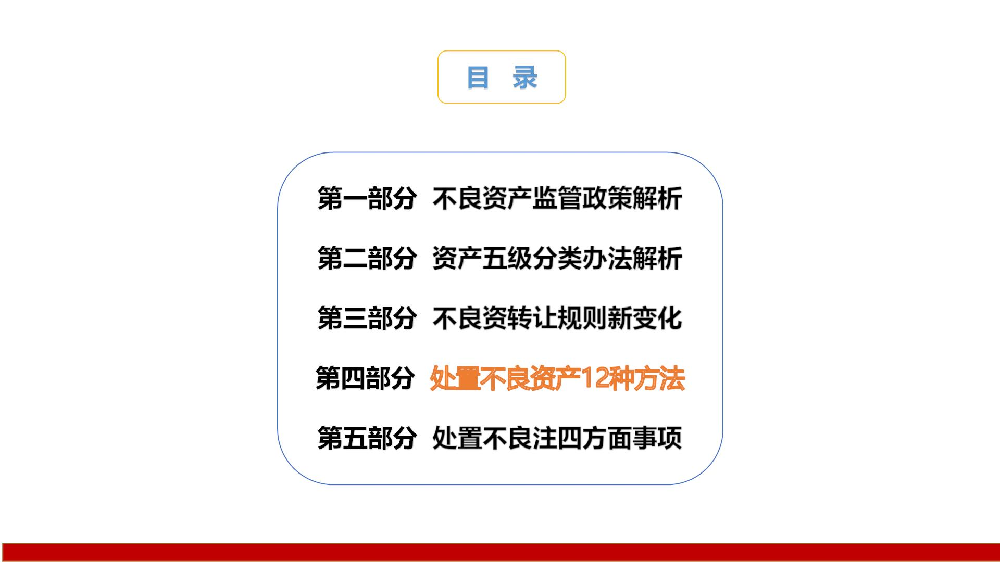 目 录
第一部分 不良资产监管政策解析
第二部分 资产五级分类办法解析
第三部分 不良资转让规则新变化
第四部分 处置不良资产12种方法
第五部分 处置不良注四方面事项